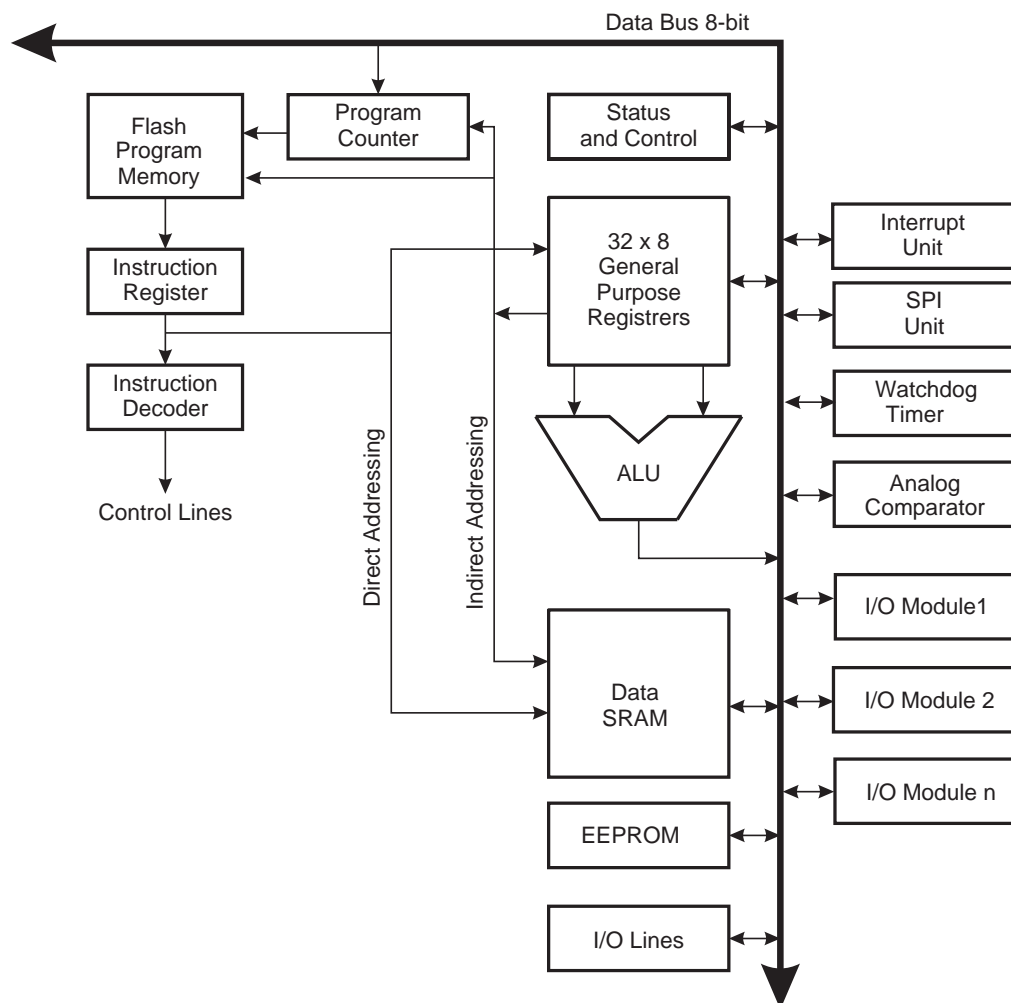 Data Bus 8-bit
Flash
Program
Memory
Program
Counter
Status
and Control
32 x 8
General
Purpose
Registrers
Interrupt
Unit
Instruction
Register
SPI
Unit
Instruction
Decoder
Watchdog
Timer
Direct Addressing
Indirect Addressing
ALU
Analog
Comparator
Control Lines
I/O Module1
Data
SRAM
I/O Module 2
I/O Module n
EEPROM
I/O Lines